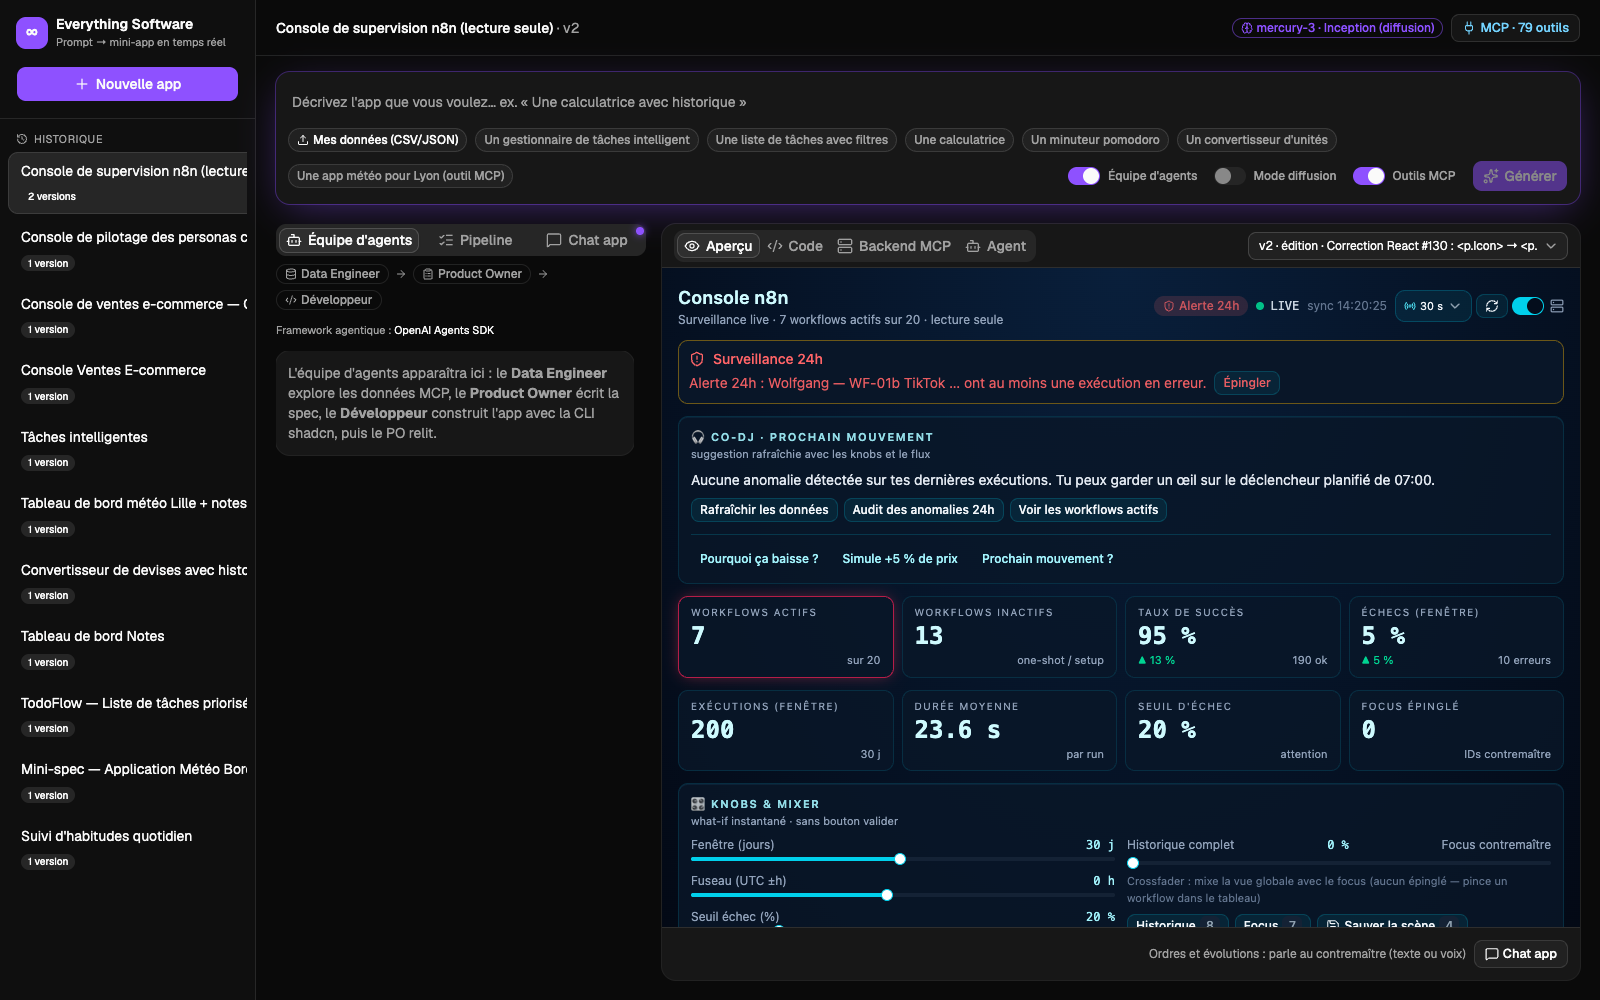 Everything Software
Prompt → mini-app en temps réel
+ Nouvelle app
HISTORIQUE
Console de supervision n8n (lecture
2 versions
Console de pilotage des personas c
1 version
Console de ventes e-commerce — C
1 version
Console Ventes E-commerce
1 version
Tâches intelligentes
1 version
Tableau de bord météo Lille + notes
1 version
Convertisseur de devises avec histo
1 version
Tableau de bord Notes
1 version
TodoFlow — Liste de tâches priorisé
1 version
Mini-spec — Application Météo Bor
1 version
Suivi d'habitudes quotidien
1 version
Console de supervision n8n (lecture seule) · v2
mercury-3 · Inception (diffusion)
MCP · 79 outils
Décrivez l'app que vous voulez… ex. « Une calculatrice avec historique »
Mes données (CSV/JSON)
Un gestionnaire de tâches intelligent
Une liste de tâches avec filtres
Une calculatrice
Un minuteur pomodoro
Un convertisseur d'unités
Une app météo pour Lyon (outil MCP)
Équipe d'agents
Mode diffusion
Outils MCP
Générer
Équipe d'agents
Pipeline
Chat app
Data Engineer → Product Owner →
Développeur
Framework agentique : OpenAI Agents SDK
L'équipe d'agents apparaîtra ici : le Data Engineer
explore les données MCP, le Product Owner écrit la
spec, le Développeur construit l'app avec la CLI
shadcn, puis le PO relit.
Aperçu
Code
Backend MCP
Agent
v2 · édition · Correction React #130 : <p.Icon> → <p.
Console n8n
Surveillance live · 7 workflows actifs sur 20 · lecture seule
Alerte 24h
LIVE
sync 14:20:25
30 s
Surveillance 24h
Alerte 24h : Wolfgang — WF-01b TikTok … ont au moins une exécution en erreur.
Épingler
CO-DJ · PROCHAIN MOUVEMENT
suggestion rafraîchie avec les knobs et le flux
Aucune anomalie détectée sur tes dernières exécutions. Tu peux garder un œil sur le déclencheur planifié de 07:00.
Rafraîchir les données
Audit des anomalies 24h
Voir les workflows actifs
Pourquoi ça baisse ?
Simule +5 % de prix
Prochain mouvement ?
WORKFLOWS ACTIFS
7
sur 20
WORKFLOWS INACTIFS
13
one-shot / setup
TAUX DE SUCCÈS
95 %
▲ 13 %
190 ok
ÉCHECS (FENÊTRE)
5 %
▲ 5 %
10 erreurs
EXÉCUTIONS (FENÊTRE)
200
30 j
DURÉE MOYENNE
23.6 s
par run
SEUIL D'ÉCHEC
20 %
attention
FOCUS ÉPINGLÉ
0
IDs contremaître
KNOBS & MIXER
what-if instantané · sans bouton valider
Fenêtre (jours)
30 j
Fuseau (UTC ±h)
0 h
Seuil échec (%)
20 %
Historique complet
0 %
Focus contremaître
Crossfader : mixe la vue globale avec le focus (aucun épinglé — pince un
workflow dans le tableau)
Historique 8
Focus 7
Sauver la scène 4
Ordres et évolutions : parle au contremaître (texte ou voix)
Chat app